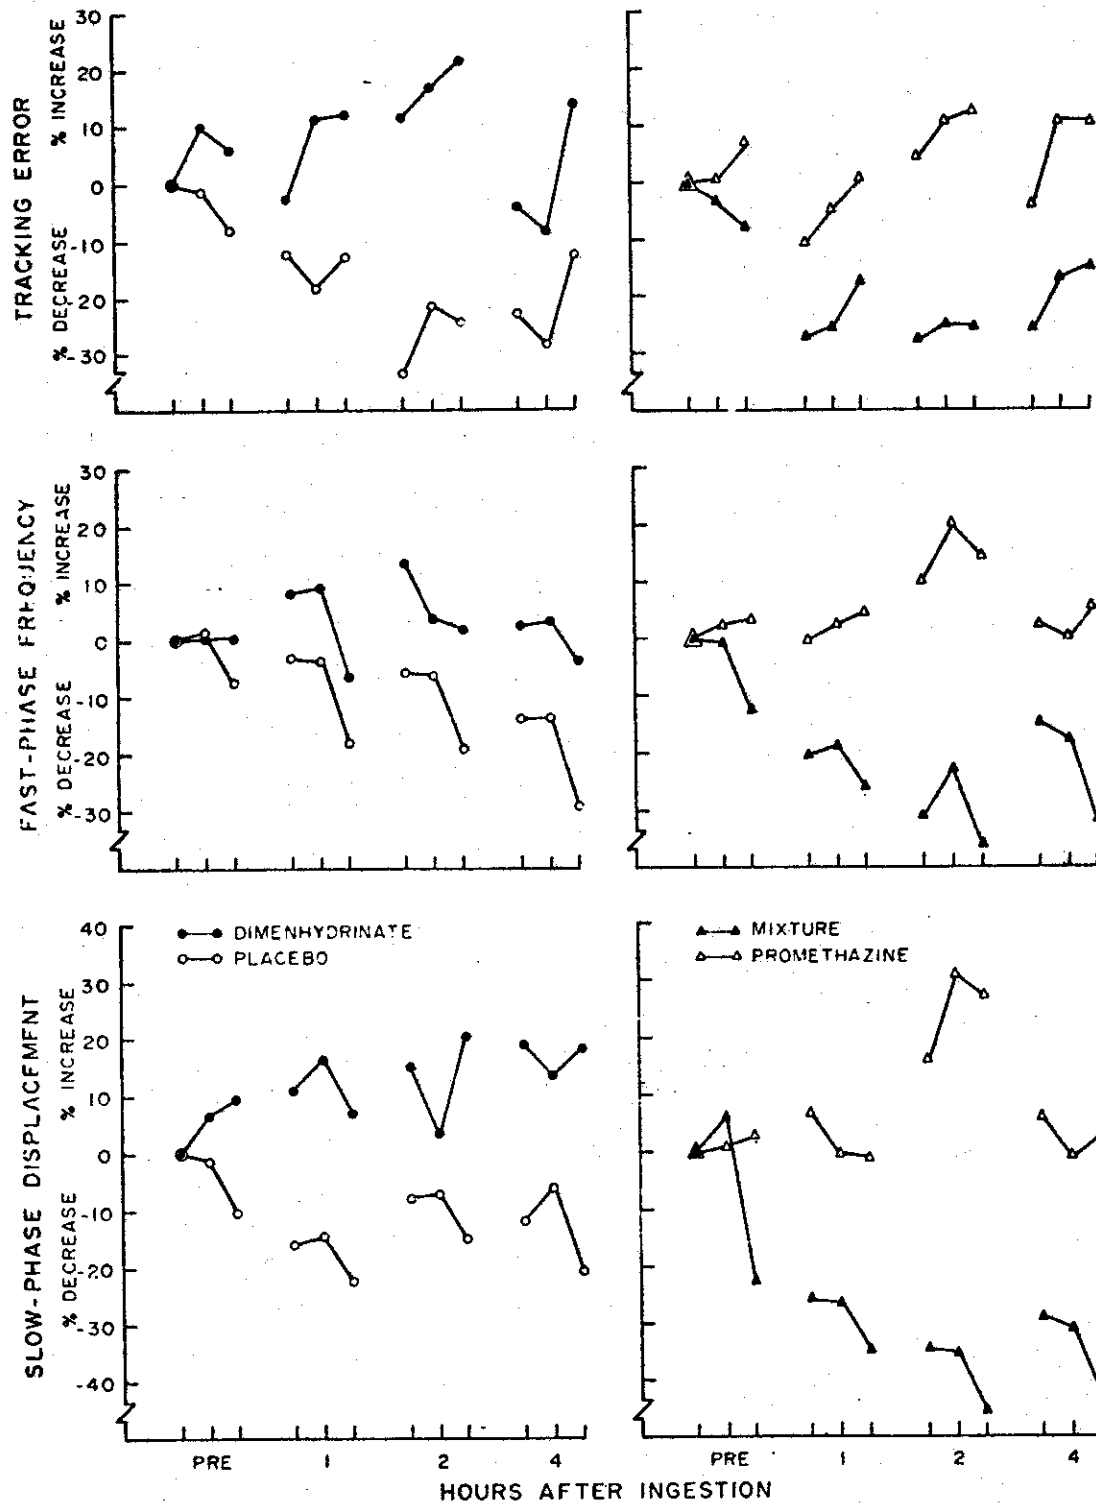 TRACKING ERROR
% DECREASE % INCREASE
30
20
10
0
-10
-20
-30
FAST-PHASE FREQUENCY
% DECREASE % INCREASE
30
20
10
0
-10
-20
-30
SLOW-PHASE DISPLACEMENT
% DECREASE % INCREASE
40
30
20
10
0
-10
-20
-30
-40
DIMENHYDRINATE
PLACEBO
MIXTURE
PROMETHAZINE
PRE 1 2 4 PRE 1 2 4
HOURS AFTER INGESTION